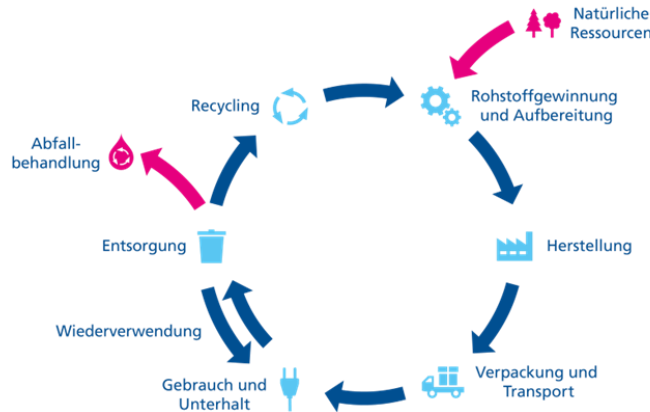 Natürliche
Ressourcen
Rohstoffgewinnung
und Aufbereitung
Recycling
Abfall-
behandlung
Entsorgung
Herstellung
Wiederverwendung
Gebrauch und
Unterhalt
Verpackung und
Transport